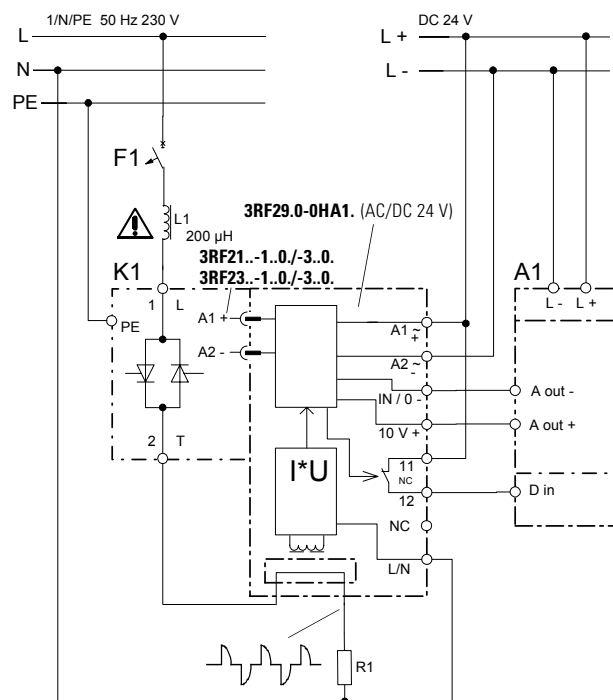 1/N/PE 50 Hz 230 V
DC 24 V
L
L +
N
L -
PE
F1
3RF29.0-0HA1. (AC/DC 24 V)
L1
200 µH
3RF21..-1..0./-3..0.
3RF23..-1..0./-3..0.
K1
A1
1 L
L - L +
PE
A1 +
A1 ~
+
A2 -
A2 ~
-
IN / 0 -
A out -
10 V +
A out +
2 T
I*U
11
NC
12
D in
NC
L/N
R1